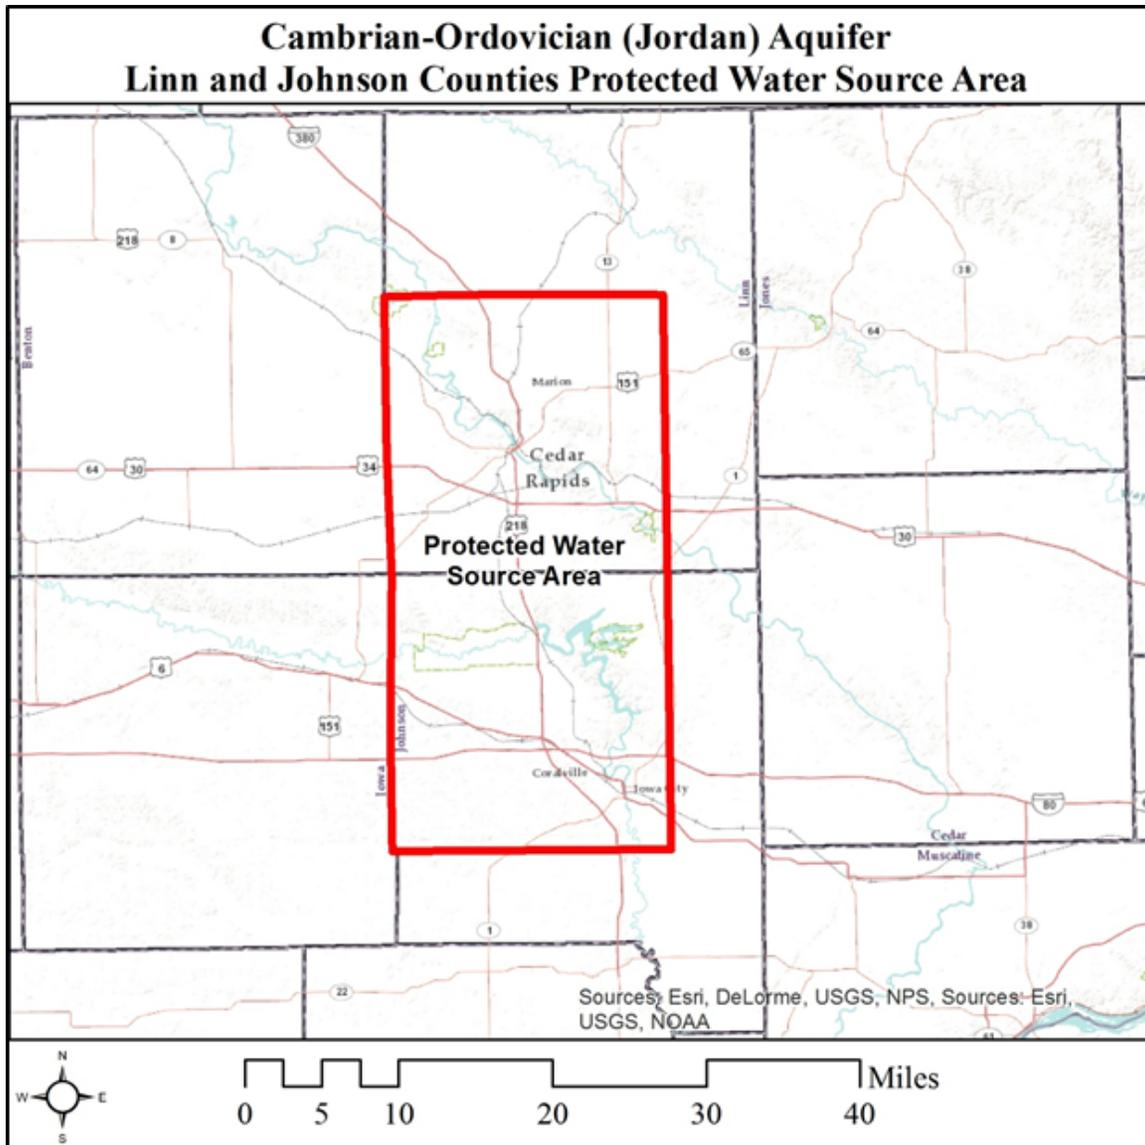 Cambrian-Ordovician (Jordan) Aquifer
Linn and Johnson Counties Protected Water Source Area
380
218
8
13
38
Linn
Jones
Benton
64
65
Marion
151
Cedar
Rapids
64
30
34
1
218
30
Protected Water
Source Area
6
151
Johnson
Iowa
Coralville
Iowa City
80
Cedar
Muscatine
1
38
22
Sources: Esri, DeLorme, USGS, NPS, Sources: Esri,
USGS, NOAA
N
W
E
S
0
5
10
20
30
40
Miles